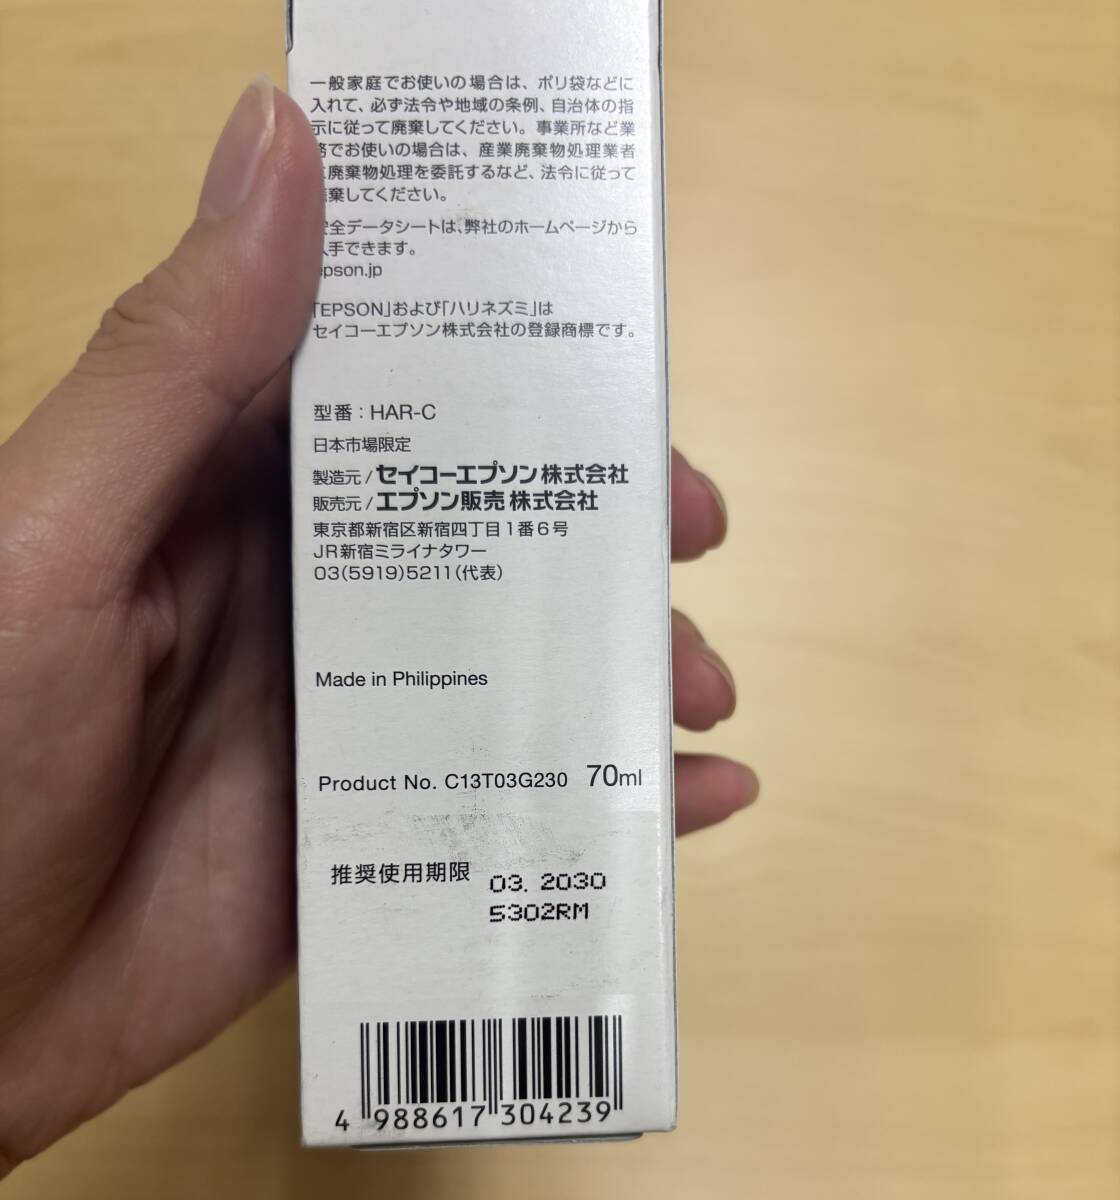 一般家庭でお使いの場合は、ポリ袋などに
入れて、必ず法令や地域の条例、自治体の指
示に従って廃棄してください。事業所など業
務でお使いの場合は、産業廃棄物処理業者
廃棄物処理を委託するなど、法令に従って
棄してください。
安全データシートは、弊社のホームページから
入手できます。
epson.jp
「EPSON」および「ハリネズミ」は
セイコーエプソン株式会社の登録商標です。
型番：HAR-C
日本市場限定
製造元/セイコーエプソン株式会社
販売元/エプソン販売株式会社
東京都新宿区新宿四丁目1番6号
JR新宿ミライナタワー
03(5919)5211(代表)
Made in Philippines
Product No. C13T03G230 70ml
推奨使用期限 03. 2030
5302RM
4 988617 304239